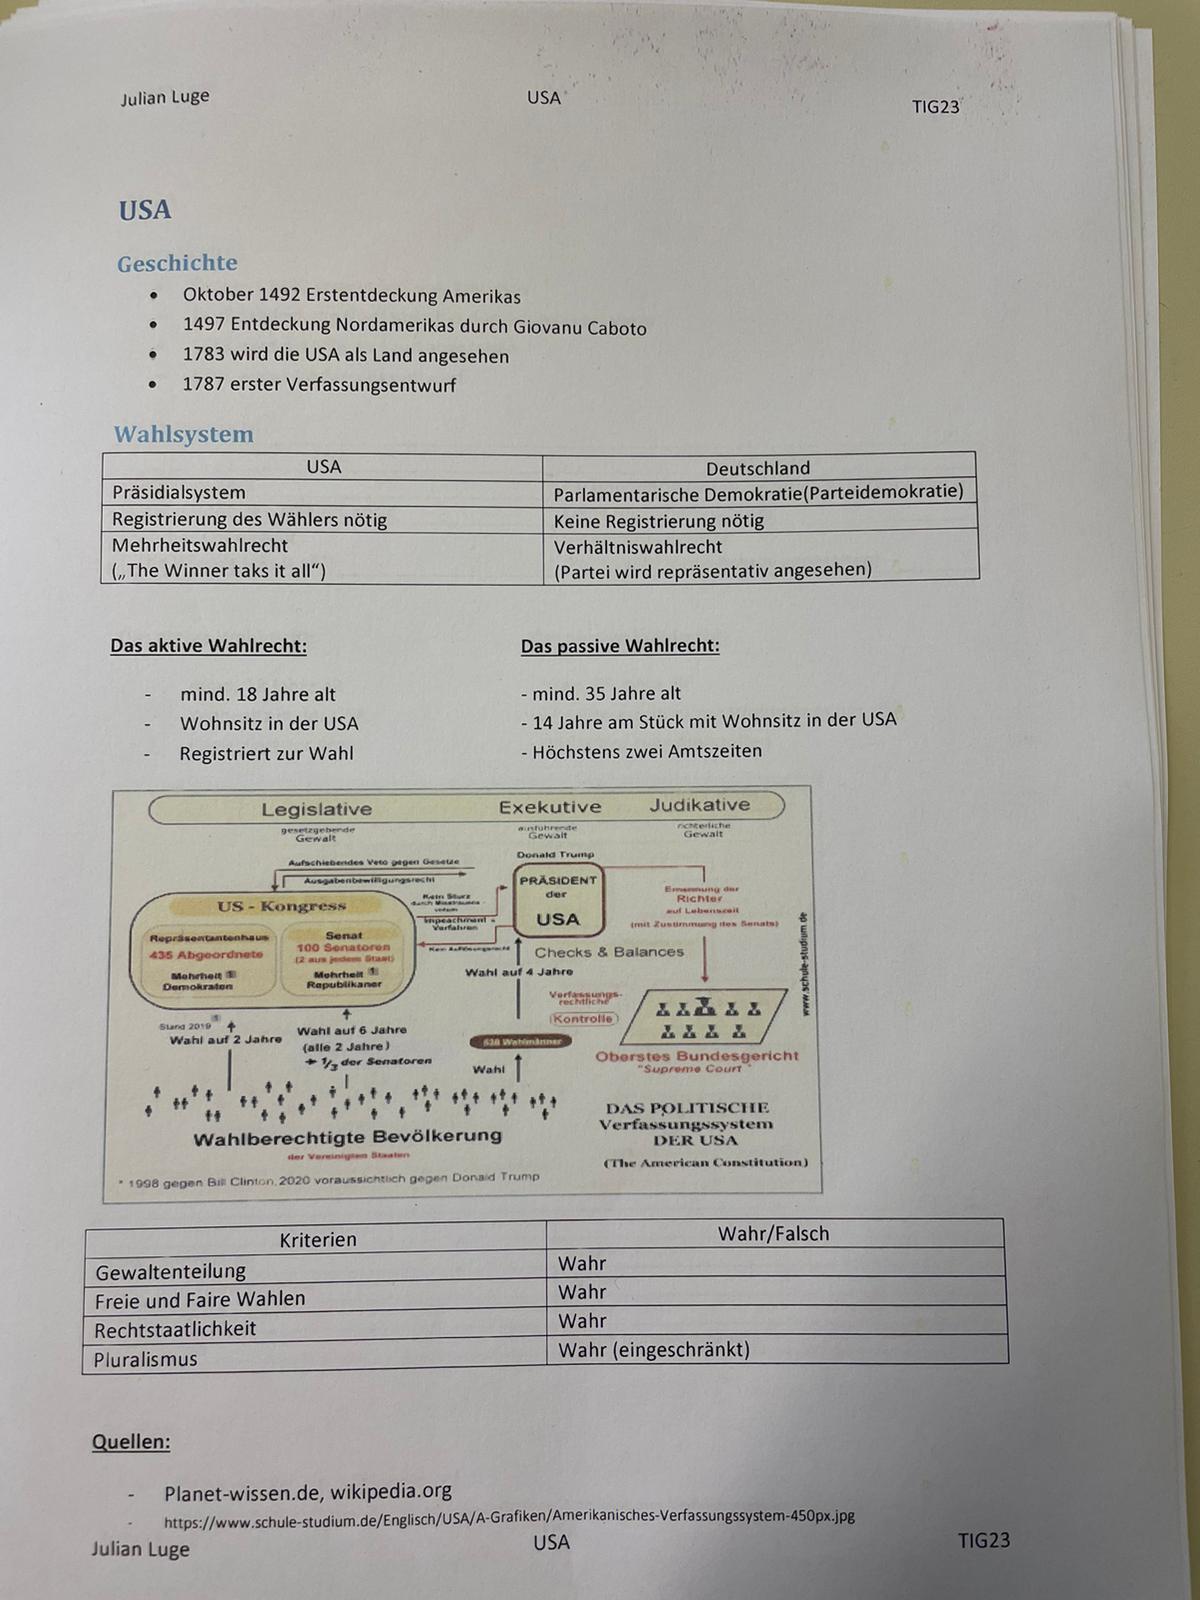 Julian Luge USA TIG23
USA
Geschichte
• Oktober 1492 Erstentdeckung Amerikas
• 1497 Entdeckung Nordamerikas durch Giovanu Caboto
• 1783 wird die USA als Land angesehen
• 1787 erster Verfassungsentwurf
Wahlsystem
USA Deutschland
Präsidialsystem Parlamentarische Demokratie(Parteidemokratie)
Registrierung des Wählers nötig Keine Registrierung nötig
Mehrheitswahlrecht Verhältniswahlrecht
(„The Winner taks it all“) (Partei wird repräsentativ angesehen)
Das aktive Wahlrecht: Das passive Wahlrecht:
- mind. 18 Jahre alt - mind. 35 Jahre alt
- Wohnsitz in der USA - 14 Jahre am Stück mit Wohnsitz in der USA
- Registriert zur Wahl - Höchstens zwei Amtszeiten
Legislative Exekutive Judikative
gesetzgebende ausführende richterliche
Gewalt Gewalt Gewalt
Donald Trump
Aufschiebendes Veto gegen Gesetze
Ausgabenbewilligungsrecht
PRÄSIDENT
der
USA
Kein Sturz
durch Misstrauens-
votum
Impeachment -
Verfahren
Kein Auflösungsrecht
Ernennung der
Richter
auf Lebenszeit
(mit Zustimmung des Senats)
US - Kongress
Repräsentantenhaus
435 Abgeordnete
Mehrheit 1
Demokraten
Senat
100 Senatoren
(2 aus jedem Staat)
Mehrheit 1
Republikaner
Checks & Balances
Wahl auf 4 Jahre
Verfassungs-
rechtliche
Kontrolle
www.schule-studium.de
Stand 2019
Wahl auf 2 Jahre
Wahl auf 6 Jahre
(alle 2 Jahre)
→ 1/3 der Senatoren
538 Wahlmänner
Wahl
Oberstes Bundesgericht
"Supreme Court"
Wahlberechtigte Bevölkerung
der Vereinigten Staaten
DAS POLITISCHE
Verfassungssystem
DER USA
(The American Constitution)
* 1998 gegen Bill Clinton, 2020 voraussichtlich gegen Donald Trump
Kriterien Wahr/Falsch
Gewaltenteilung Wahr
Freie und Faire Wahlen Wahr
Rechtstaatlichkeit Wahr
Pluralismus Wahr (eingeschränkt)
Quellen:
- Planet-wissen.de, wikipedia.org
- https://www.schule-studium.de/Englisch/USA/A-Grafiken/Amerikanisches-Verfassungssystem-450px.jpg
Julian Luge USA TIG23